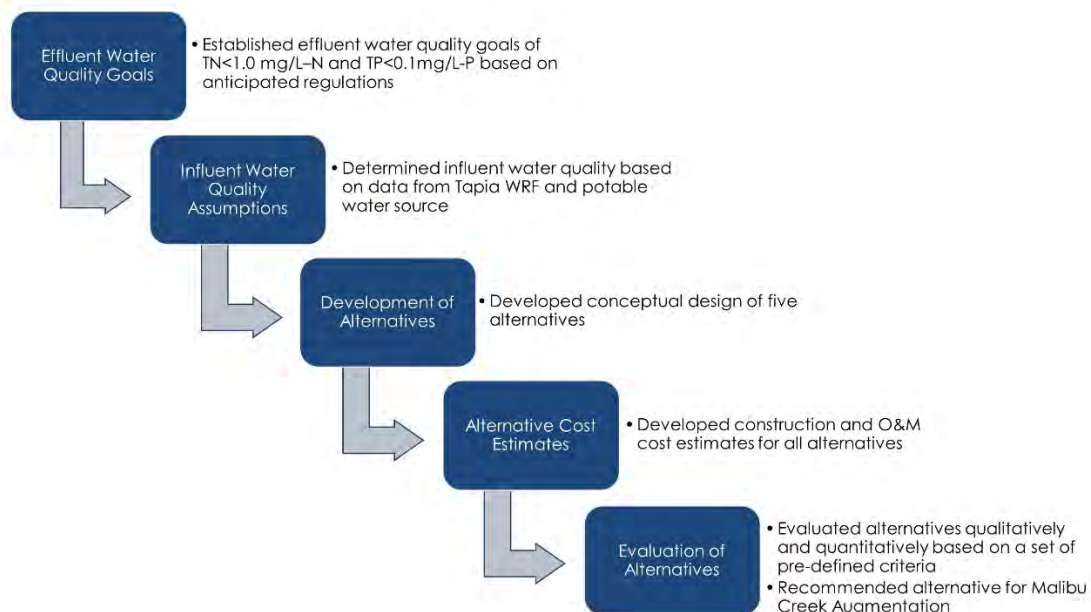 Effluent Water
Quality Goals
• Established effluent water quality goals of
TN<1.0 mg/L–N and TP<0.1mg/L-P based on
anticipated regulations
Influent Water
Quality
Assumptions
• Determined influent water quality based
on data from Tapia WRF and potable
water source
Development of
Alternatives
• Developed conceptual design of five
alternatives
Alternative Cost
Estimates
• Developed construction and O&M
cost estimates for all alternatives
Evaluation of
Alternatives
• Evaluated alternatives qualitatively
and quantitatively based on a set of
pre-defined criteria
• Recommended alternative for Malibu
Creek Augmentation